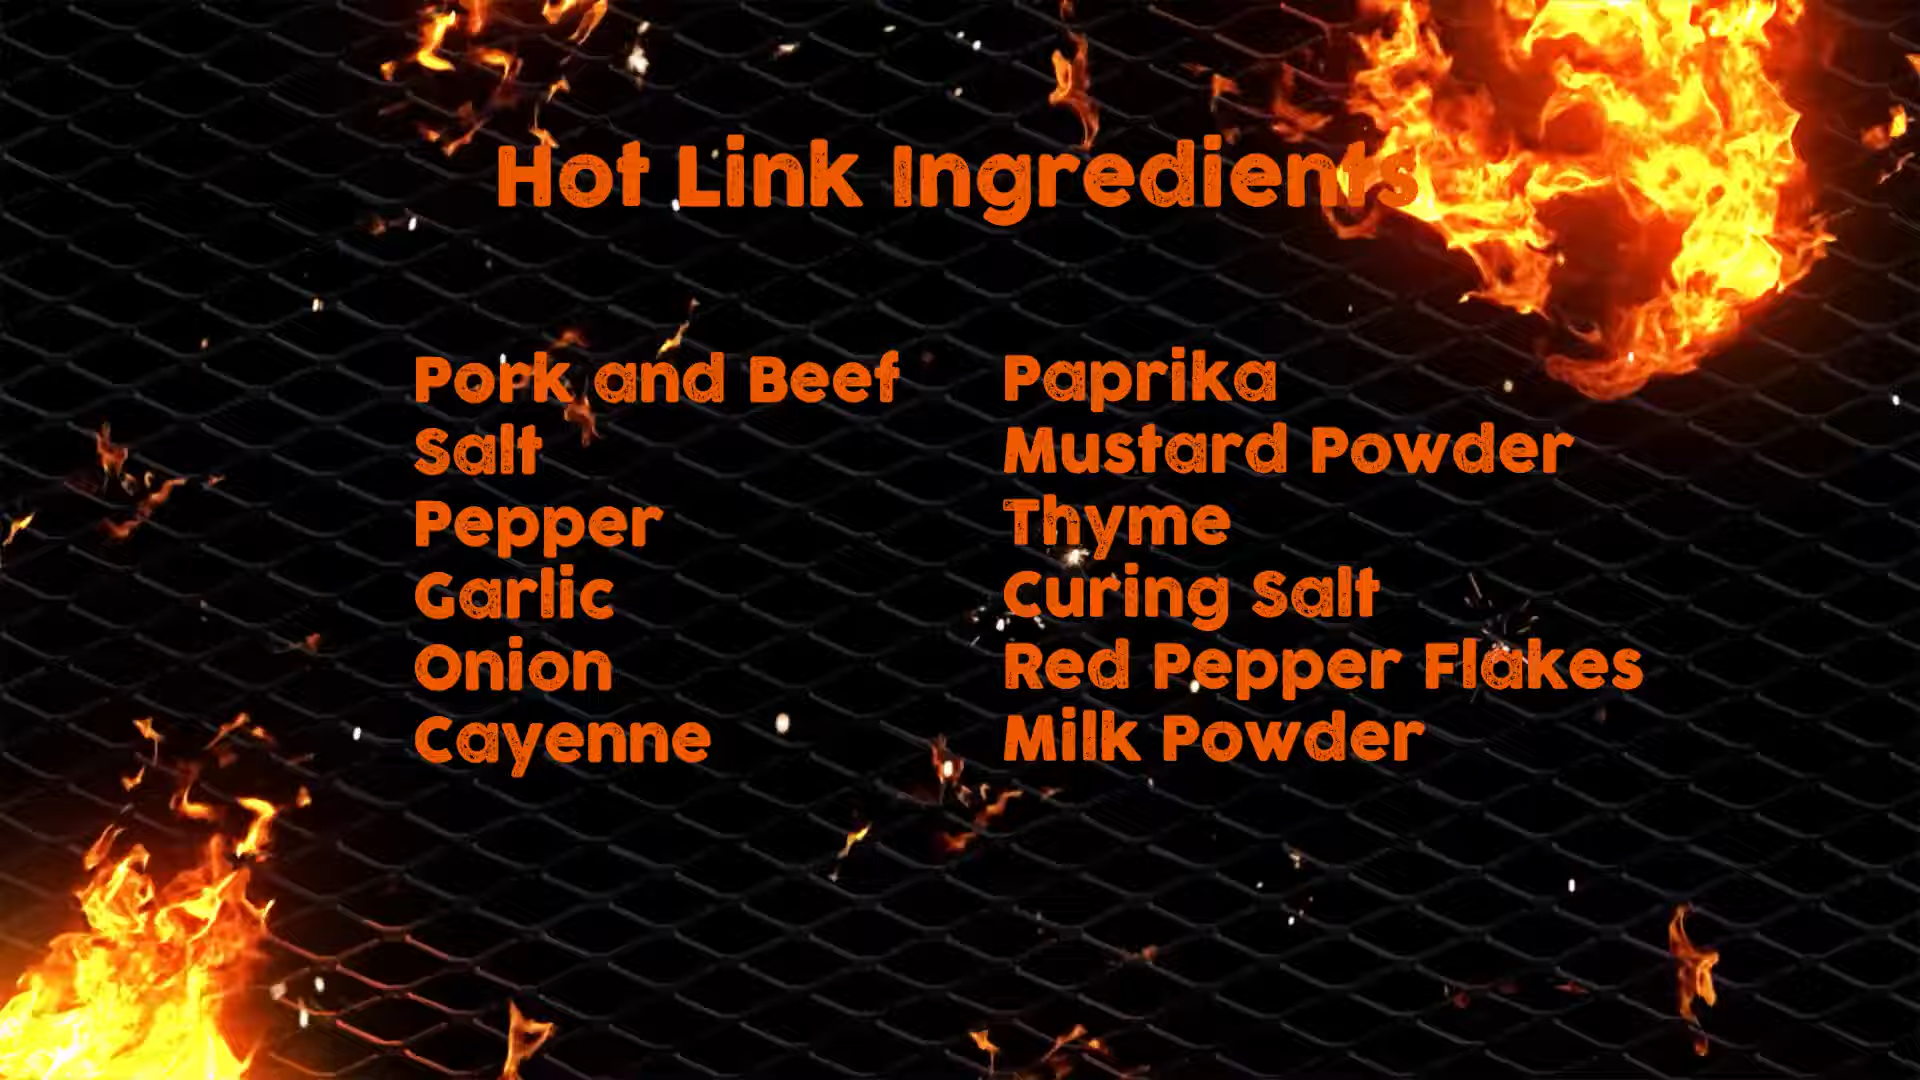 Hot Link Ingredients
Pork and Beef
Salt
Pepper
Garlic
Onion
Cayenne
Paprika
Mustard Powder
Thyme
Curing Salt
Red Pepper Flakes
Milk Powder